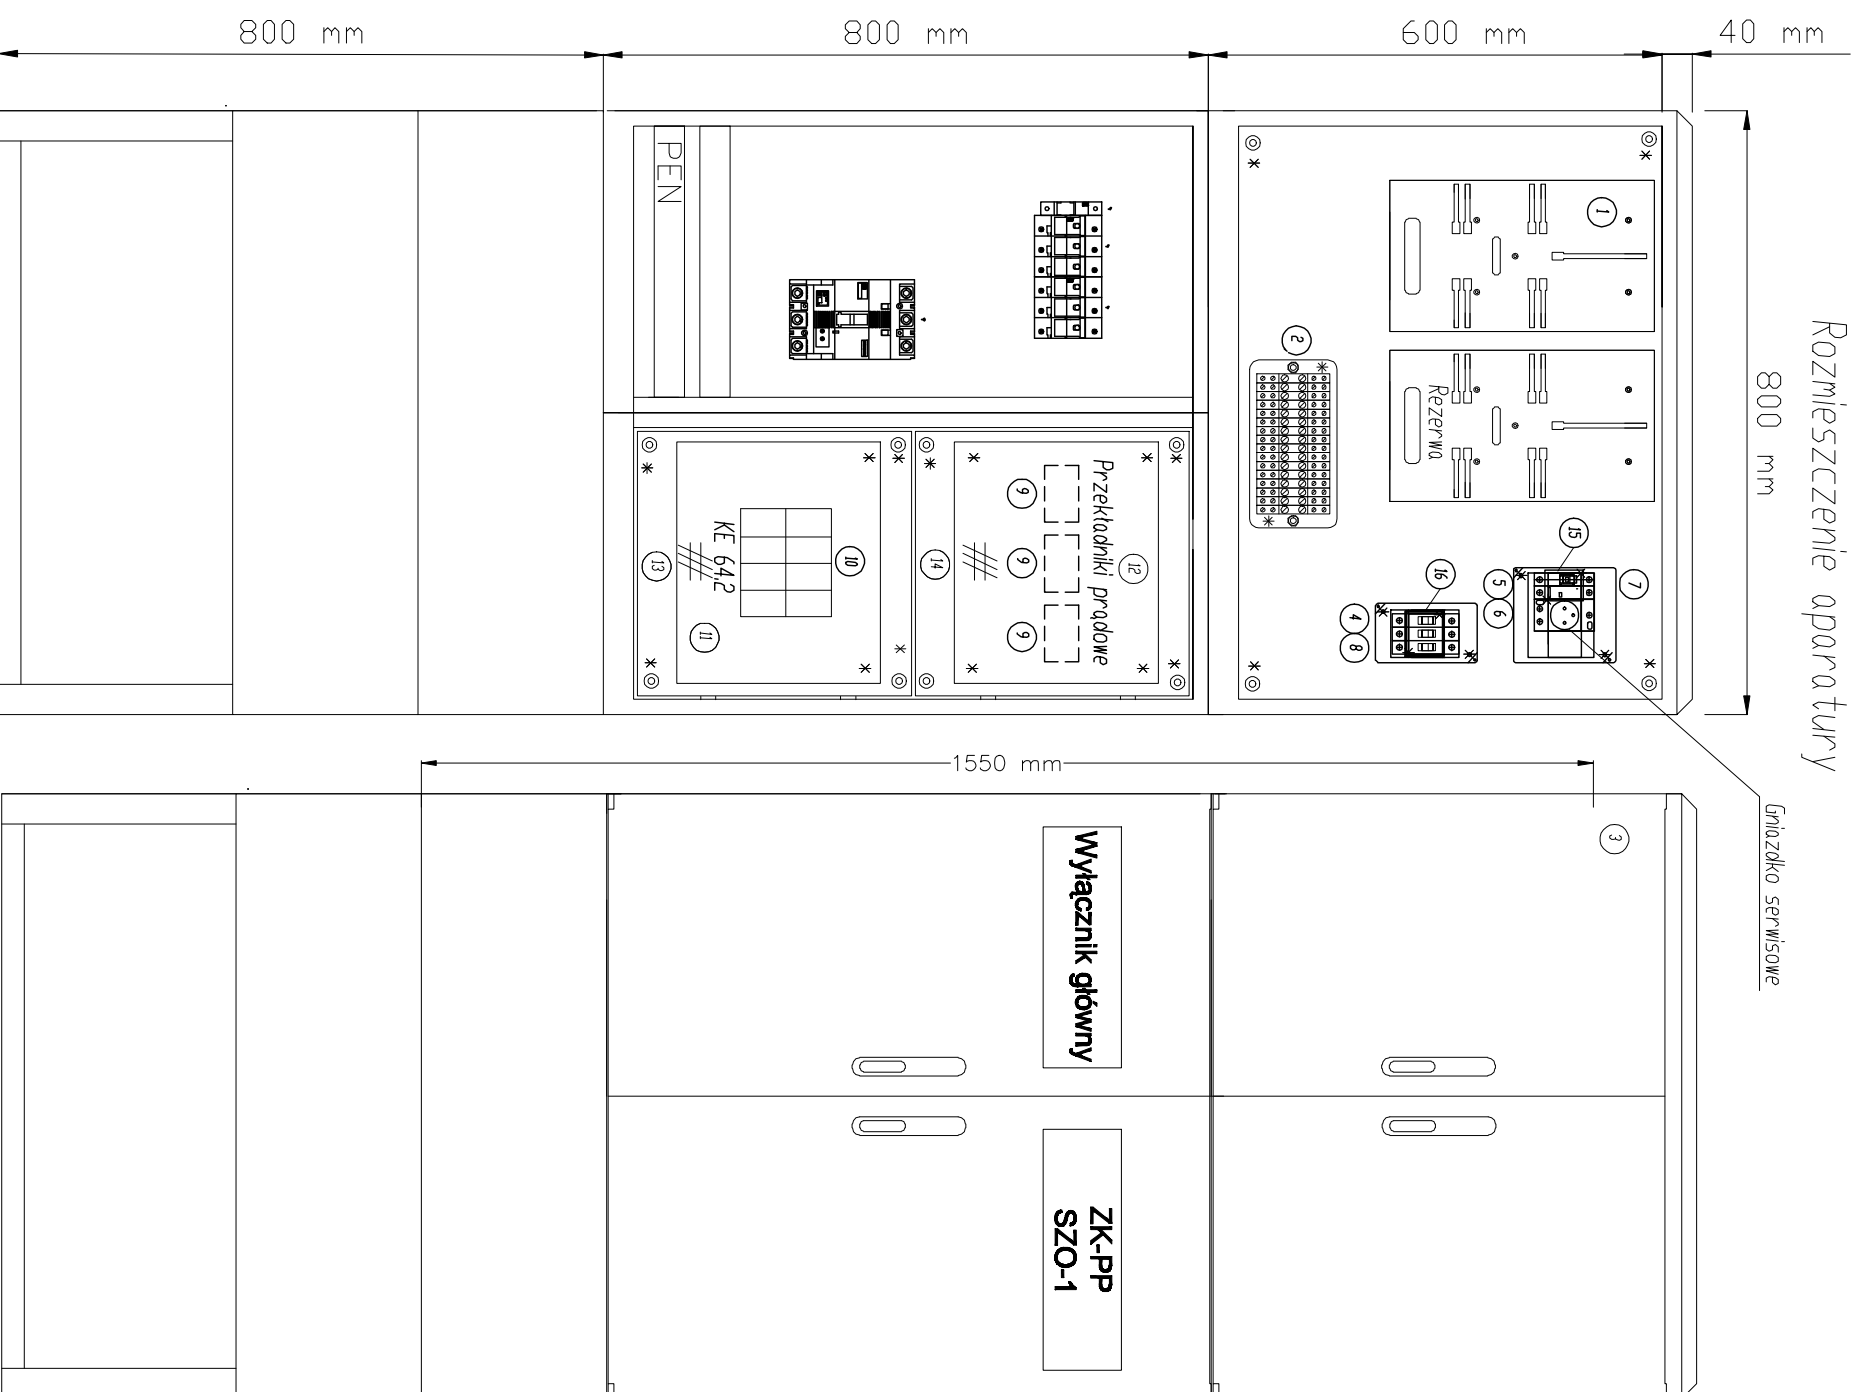 Rozmieszczenie aparatury
800 mm
40 mm
600 mm
800 mm
800 mm
1
Rezerwa
2
15
7
5
6
16
4
8
Gniazdko serwisowe
PEN
Przekładniki prądowe
12
9
9
9
14
10
KE 64.2
13
11
1550 mm
3
Wyłącznik główny
ZK-PP
SZO-1